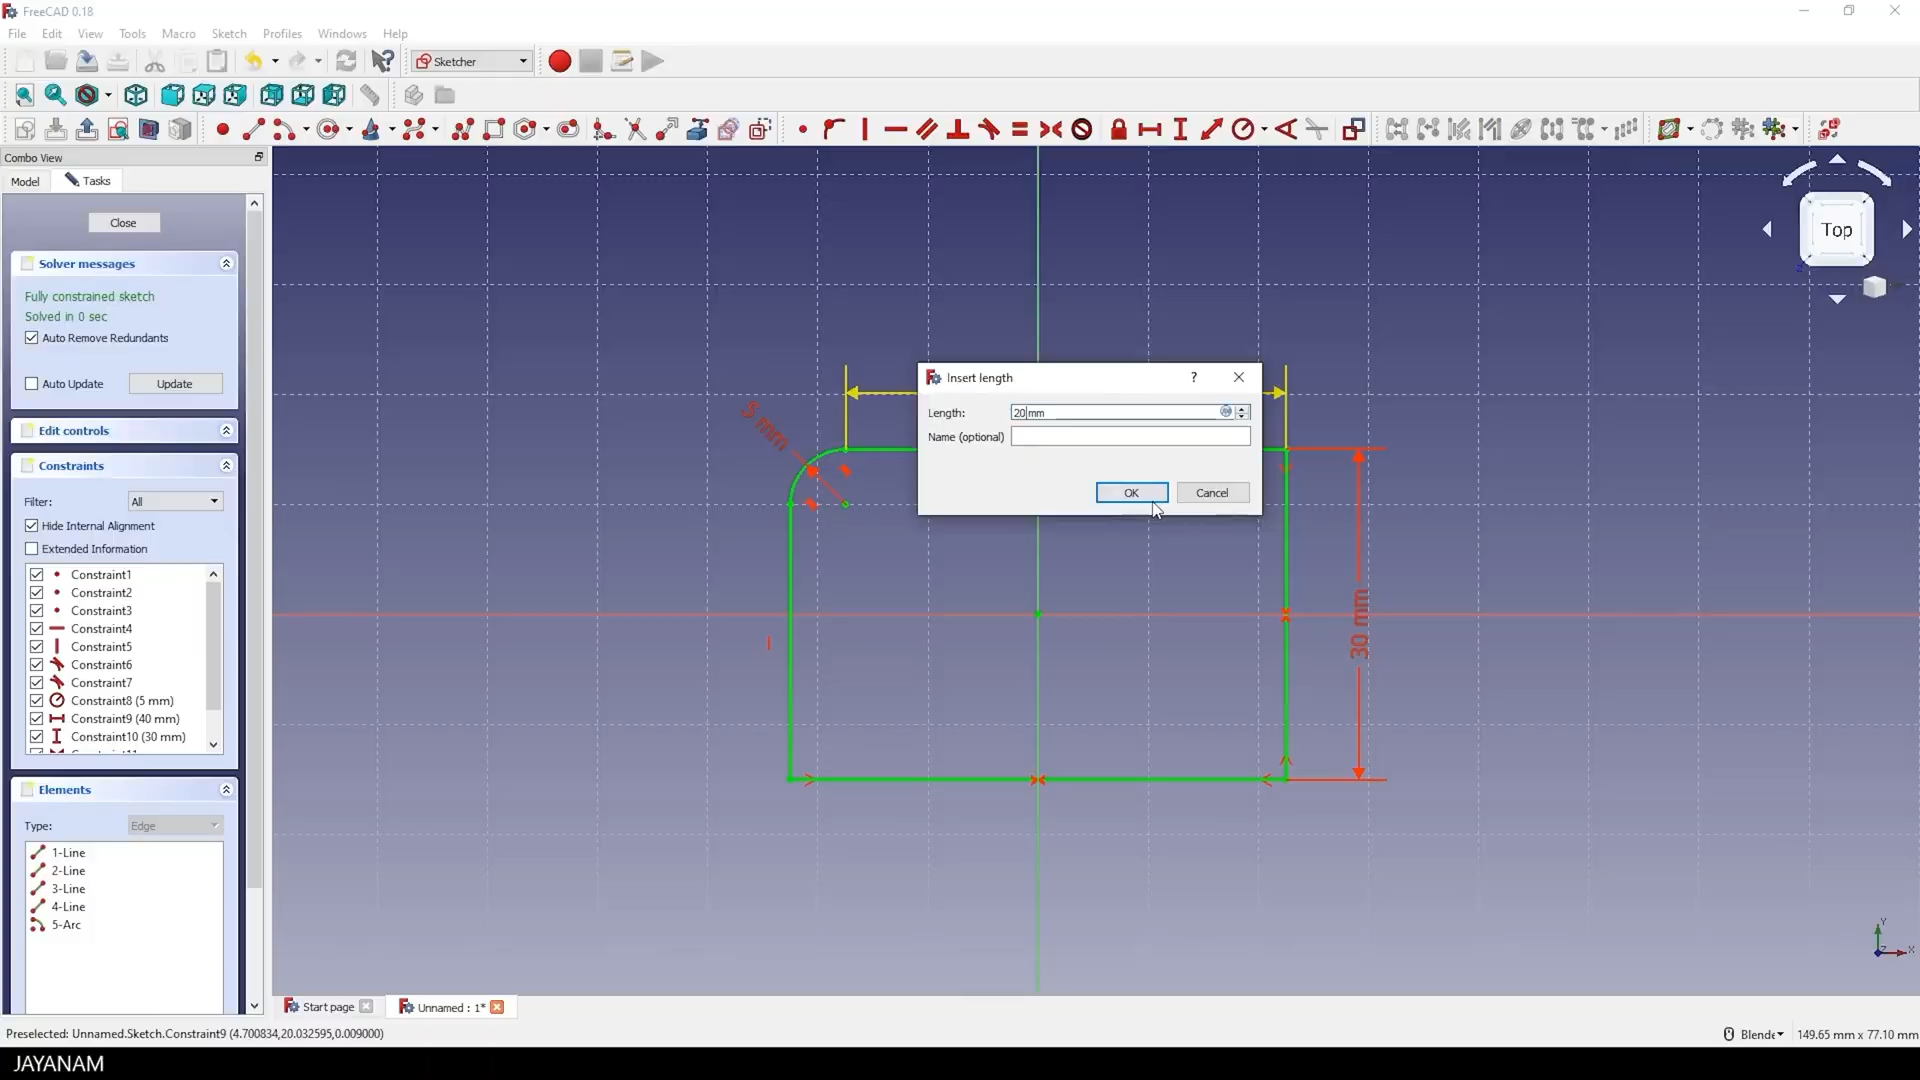 FreeCAD 0.18
File Edit View Tools Macro Sketch Profiles Windows Help
Sketcher
Combo View
Model Tasks
Close
Solver messages
Fully constrained sketch
Solved in 0 sec
Auto Remove Redundants
Auto Update Update
Edit controls
Constraints
Filter: All
Hide Internal Alignment
Extended Information
Constraint1
Constraint2
Constraint3
Constraint4
Constraint5
Constraint6
Constraint7
Constraint8 (5 mm)
Constraint9 (40 mm)
Constraint10 (30 mm)
Elements
Type: Edge
1-Line
2-Line
3-Line
4-Line
5-Arc
Top
5 mm
Insert length
Length: 20 mm
Name (optional)
OK Cancel
30 mm
Y
Z X
Start page Unnamed : 1*
Preselected: Unnamed.Sketch.Constraint9 (4.700834,20.032595,0.009000)
Blende 149.65 mm x 77.10 mm
JAYANAM